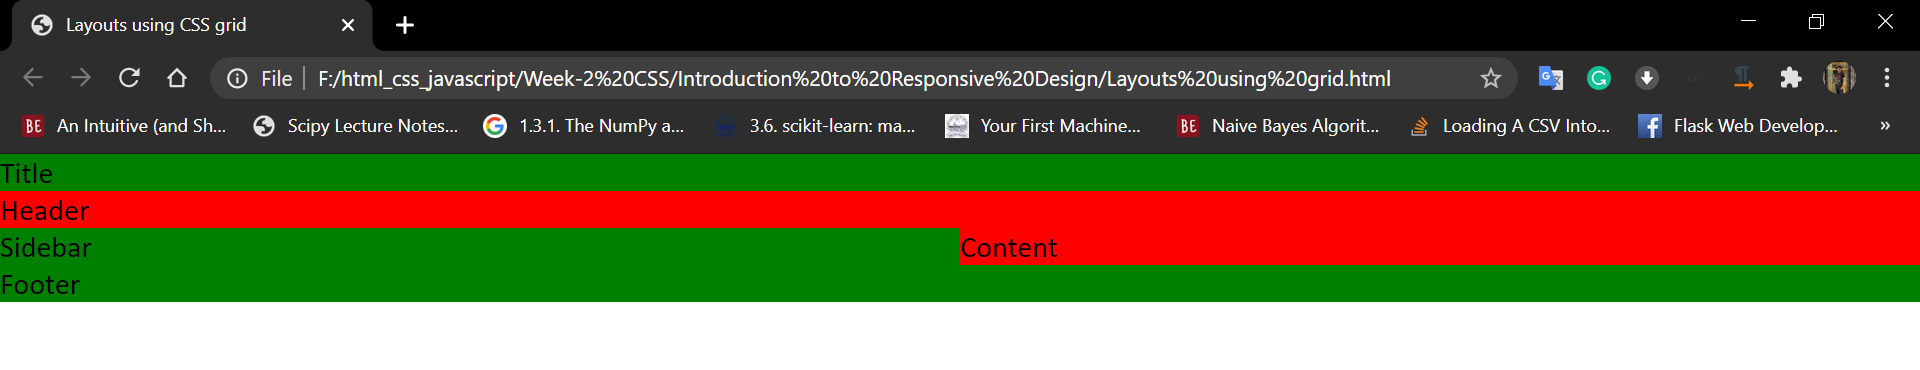 Layouts using CSS grid
File F:/html_css_javascript/Week-2%20CSS/Introduction%20to%20Responsive%20Design/Layouts%20using%20grid.html
BE An Intuitive (and Sh... Scipy Lecture Notes... 1.3.1. The NumPy a... 3.6. scikit-learn: ma... Your First Machine... BE Naive Bayes Algorit... Loading A CSV Into... Flask Web Develop... »
Title
Header
Sidebar Content
Footer